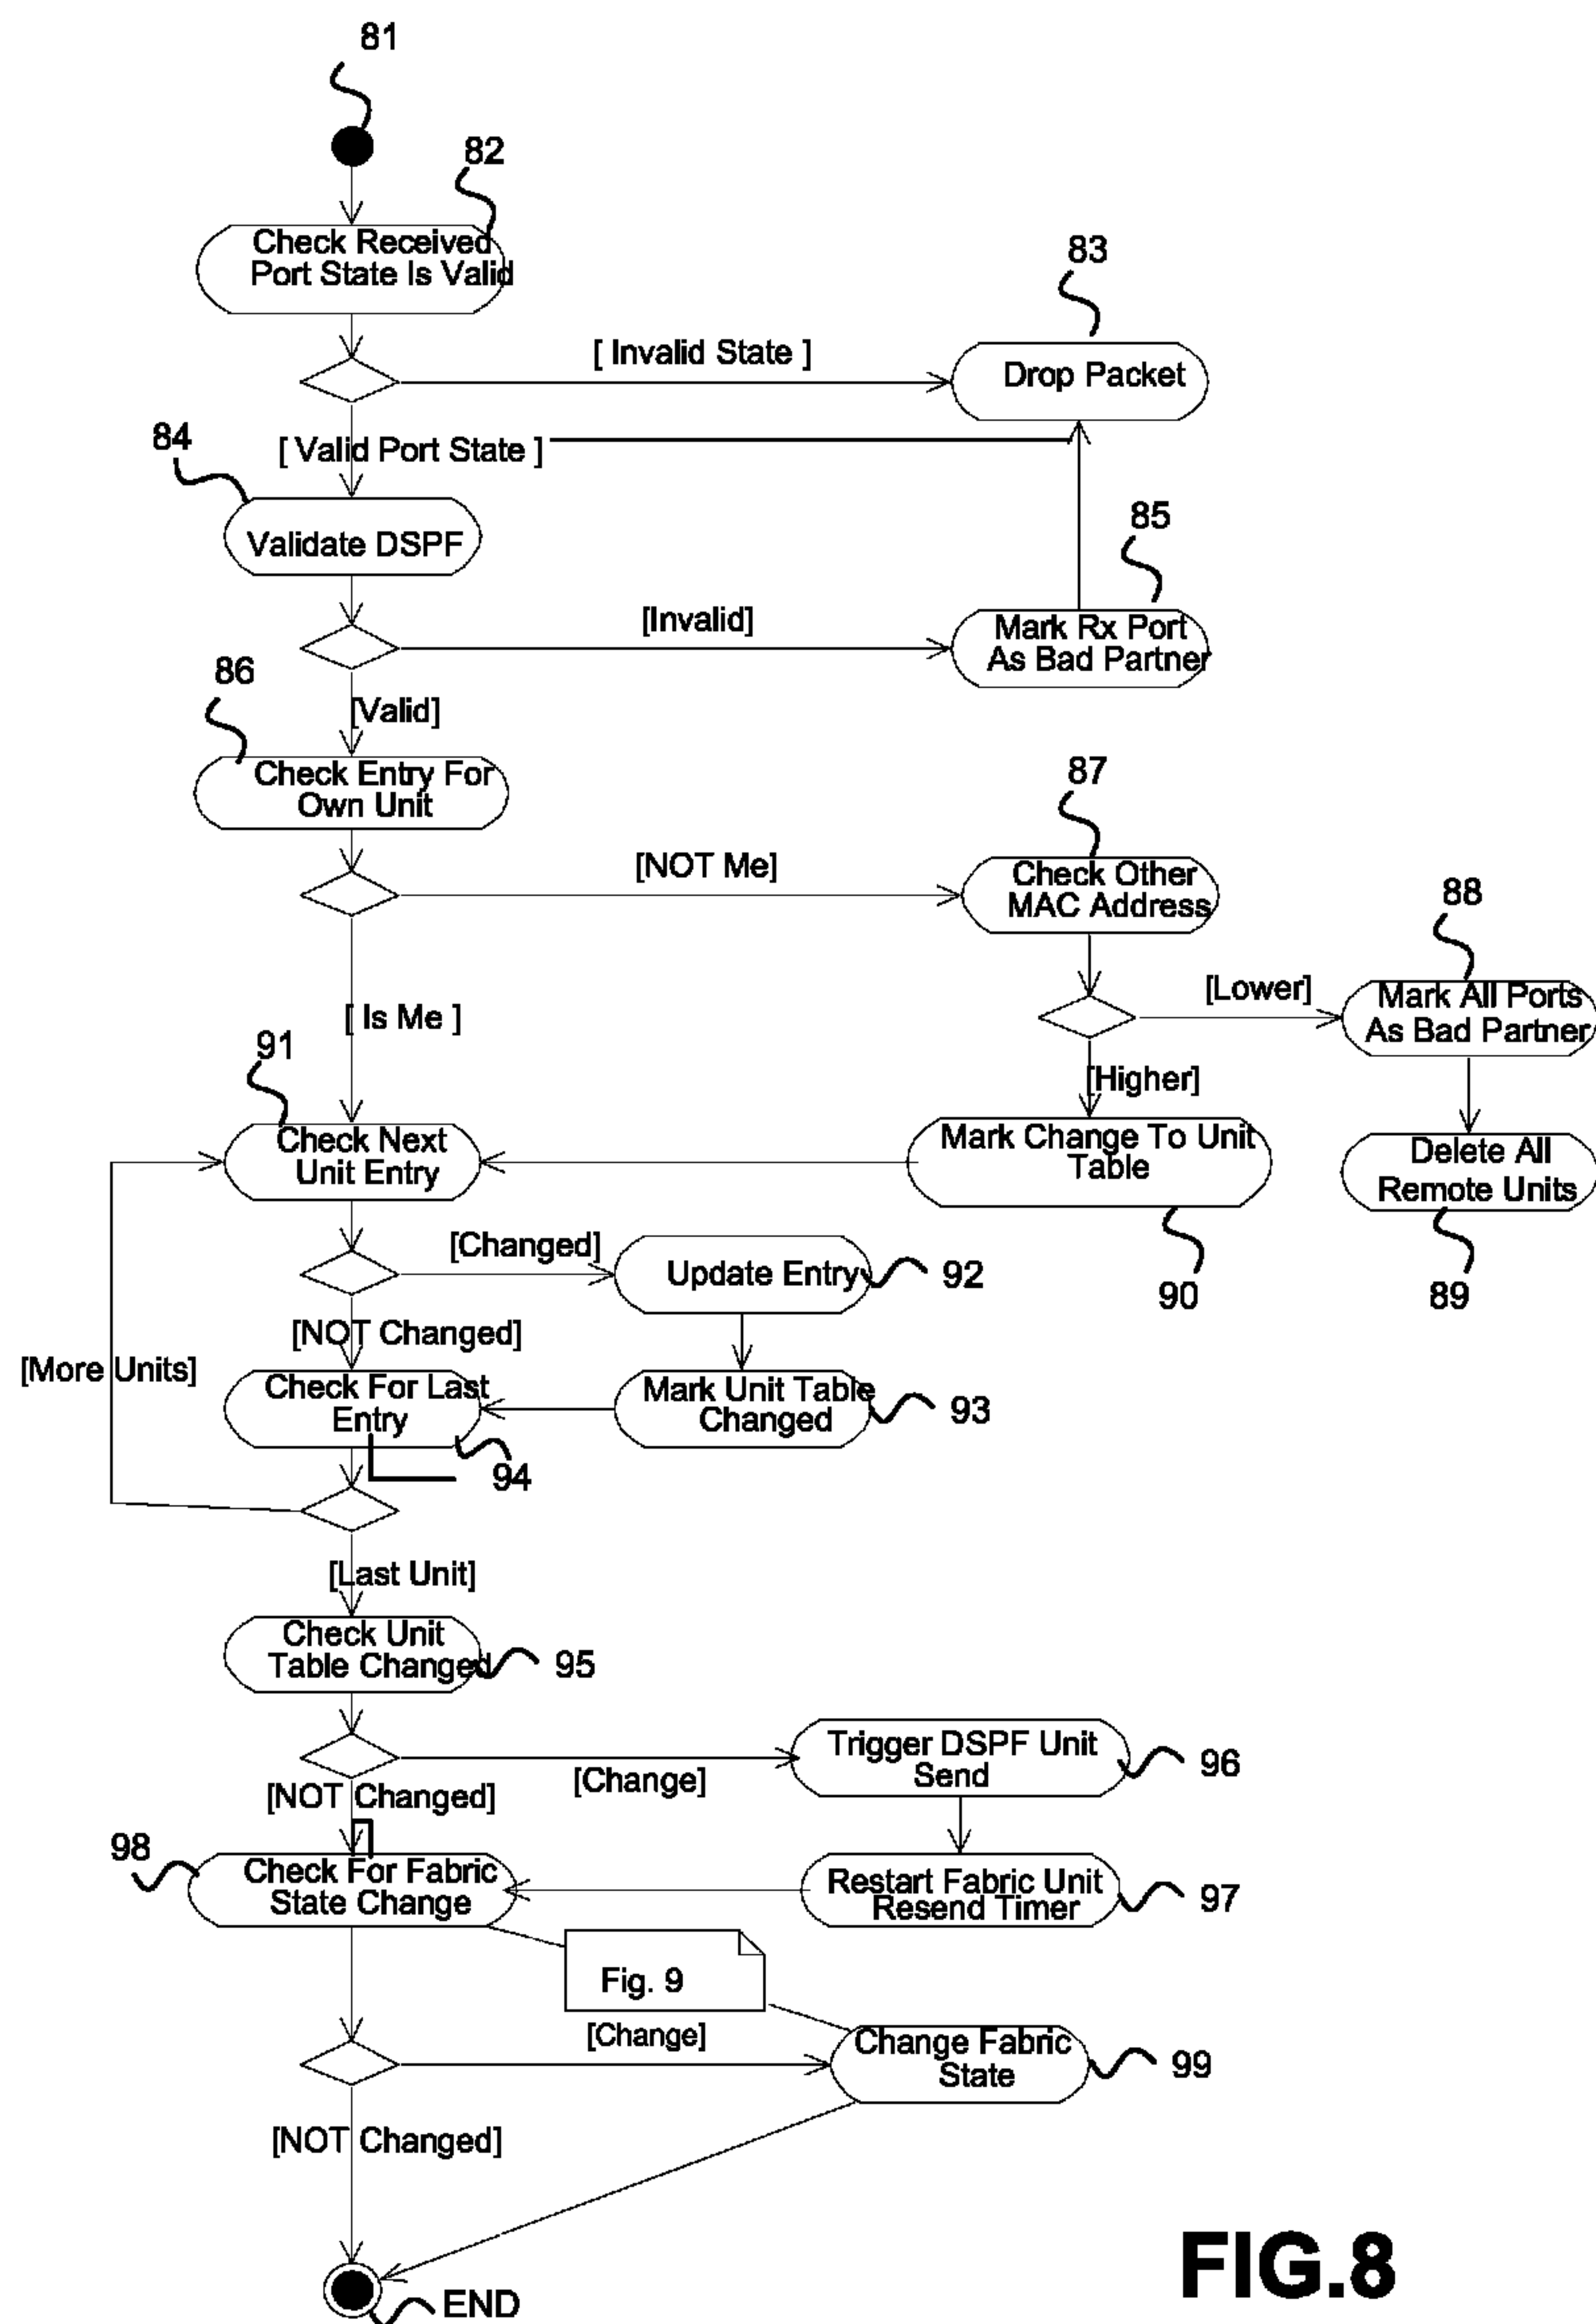 81
82
Check Received
Port State Is Valid
83
[ Invalid State ]
Drop Packet
84
[ Valid Port State ]
85
Validate DSPF
[Invalid]
Mark Rx Port
As Bad Partner
86
[Valid]
Check Entry For
Own Unit
87
[NOT Me]
Check Other
MAC Address
88
[Lower]
Mark All Ports
As Bad Partner
[ Is Me ]
91
[Higher]
Check Next
Unit Entry
Mark Change To Unit
Table
Delete All
Remote Units
[Changed]
Update Entry
92
90
89
[NOT Changed]
[More Units]
Check For Last
Entry
Mark Unit Table
Changed
93
94
[Last Unit]
Check Unit
Table Changed
95
Trigger DSPF Unit
Send
96
[Change]
[NOT Changed]
98
Check For Fabric
State Change
Restart Fabric Unit
Resend Timer
97
Fig. 9
[Change]
Change Fabric
State
99
[NOT Changed]
FIG.8
END